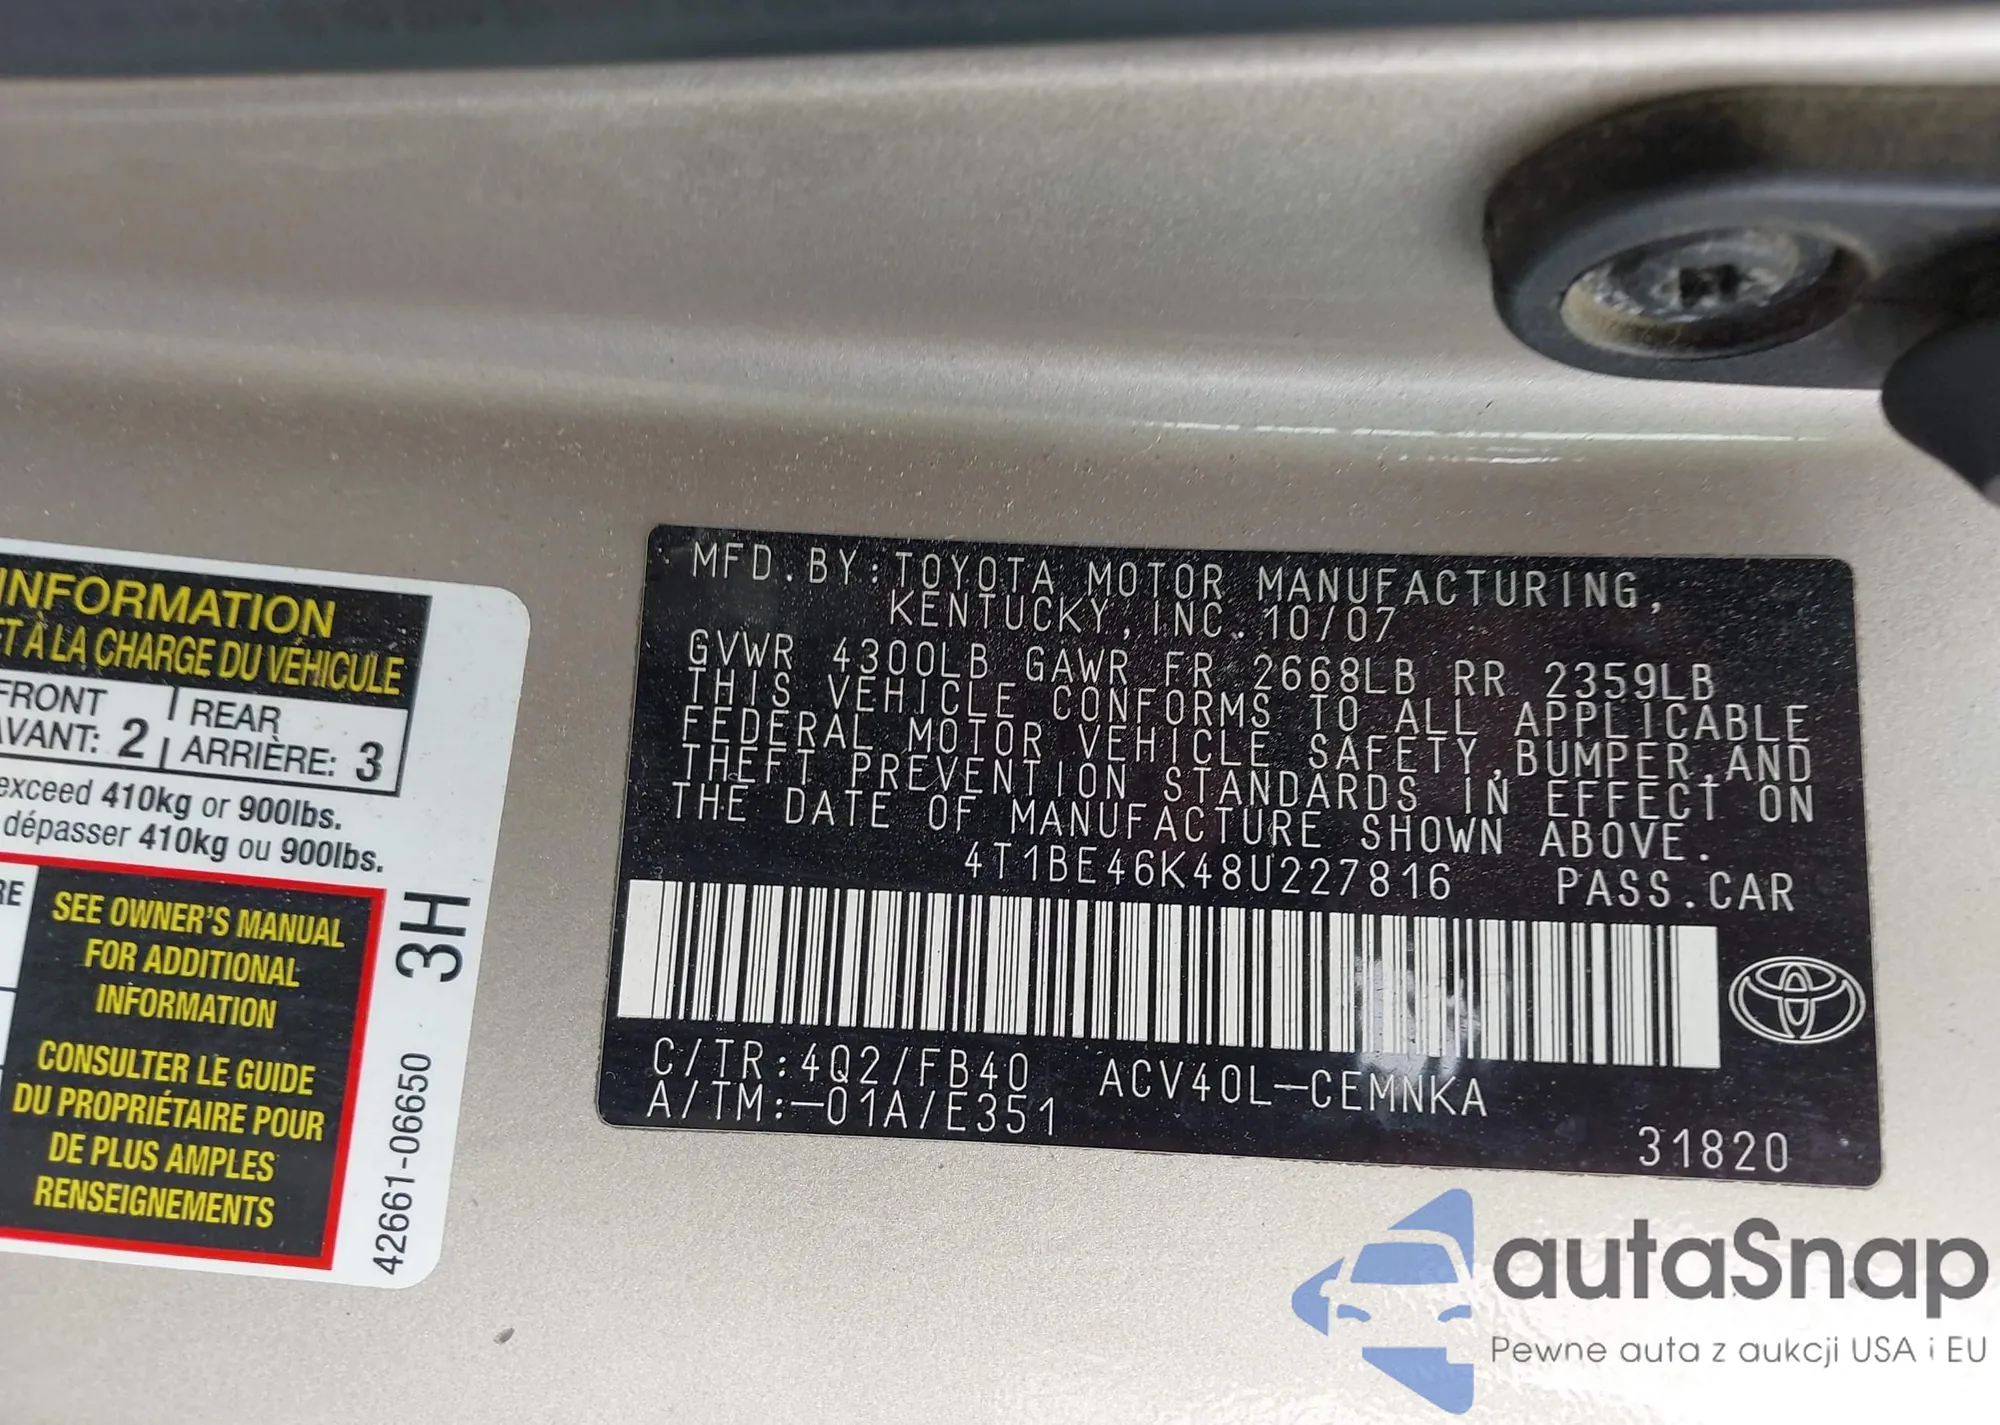 INFORMATION
ET À LA CHARGE DU VÉHICULE
FRONT
AVANT: 2
REAR
ARRIÈRE: 3
exceed 410kg or 900lbs.
dépasser 410kg ou 900lbs.
RE
SEE OWNER'S MANUAL
FOR ADDITIONAL
INFORMATION
CONSULTER LE GUIDE
DU PROPRIÉTAIRE POUR
DE PLUS AMPLES
RENSEIGNEMENTS
3H
42661-06650
MFD.BY:TOYOTA MOTOR MANUFACTURING,
KENTUCKY,INC. 10/07
GVWR 4300LB GAWR FR 2668LB RR 2359LB
THIS VEHICLE CONFORMS TO ALL APPLICABLE
FEDERAL MOTOR VEHICLE SAFETY,BUMPER,AND
THEFT PREVENTION STANDARDS IN EFFECT ON
THE DATE OF MANUFACTURE SHOWN ABOVE.
4T1BE46K48U227816 PASS.CAR
C/TR:4Q2/FB40 ACV40L-CEMNKA
A/TM:-01A/E351
31820
autaSnap
Pewne auta z aukcji USA i EU